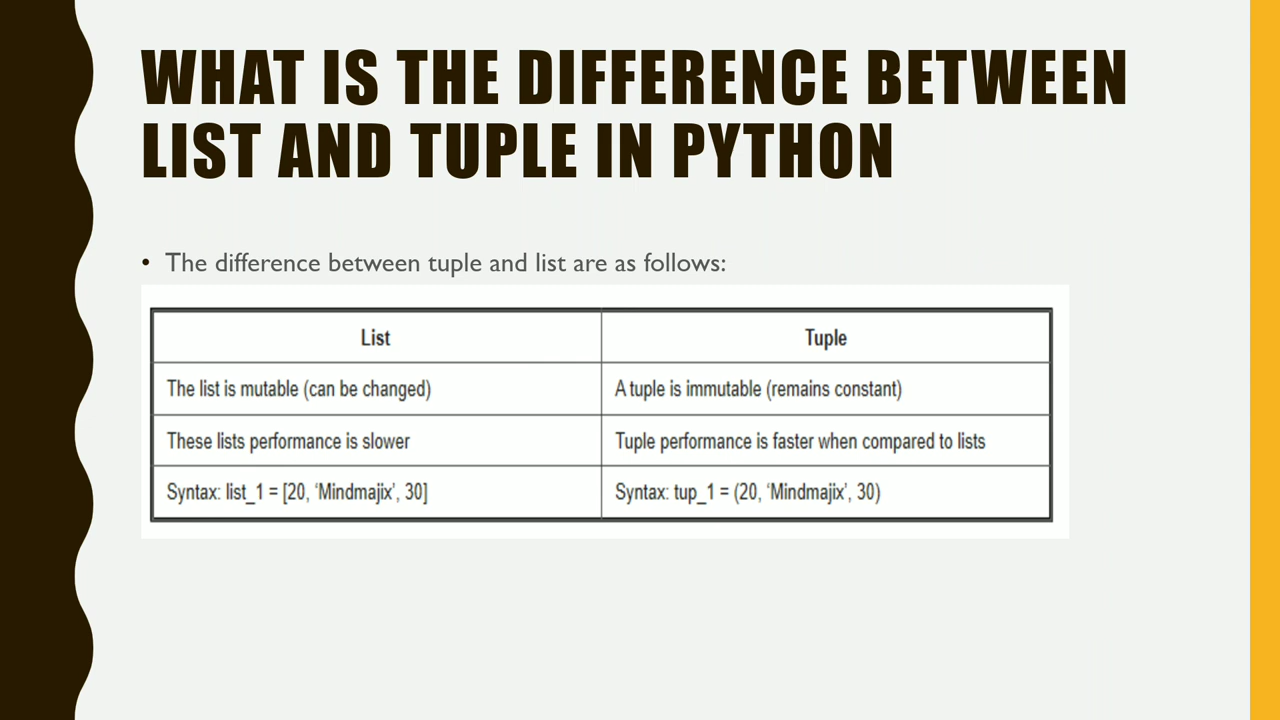 WHAT IS THE DIFFERENCE BETWEEN
LIST AND TUPLE IN PYTHON
• The difference between tuple and list are as follows:
List Tuple
The list is mutable (can be changed) A tuple is immutable (remains constant)
These lists performance is slower Tuple performance is faster when compared to lists
Syntax: list_1 = [20, ‘Mindmajix’, 30] Syntax: tup_1 = (20, ‘Mindmajix’, 30)